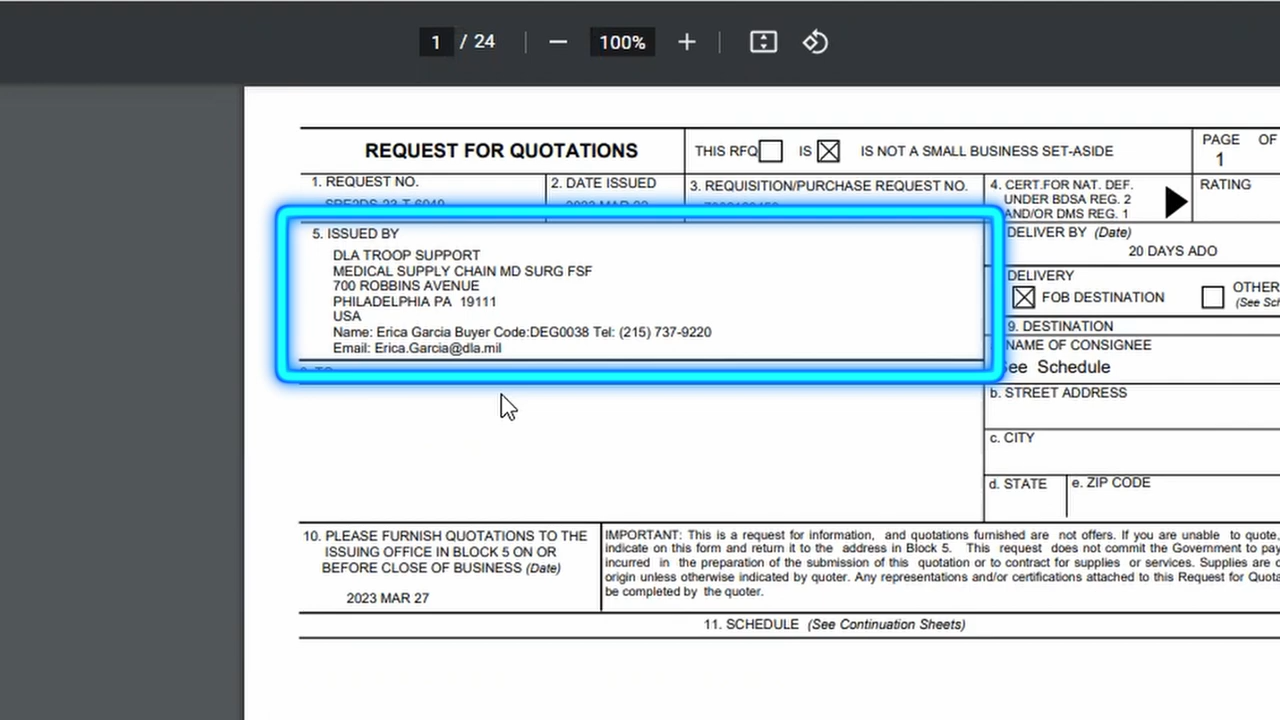 1 / 24 100%
REQUEST FOR QUOTATIONS
THIS RFQ IS IS NOT A SMALL BUSINESS SET-ASIDE
PAGE OF
1
1. REQUEST NO.
2. DATE ISSUED
3. REQUISITION/PURCHASE REQUEST NO.
4. CERT.FOR NAT. DEF.
UNDER BDSA REG. 2
AND/OR DMS REG. 1
RATING
5. ISSUED BY
DLA TROOP SUPPORT
MEDICAL SUPPLY CHAIN MD SURG FSF
700 ROBBINS AVENUE
PHILADELPHIA PA 19111
USA
Name: Erica Garcia Buyer Code:DEG0038 Tel: (215) 737-9220
Email: Erica.Garcia@dla.mil
DELIVER BY (Date)
20 DAYS ADO
DELIVERY
FOB DESTINATION
OTHER
9. DESTINATION
NAME OF CONSIGNEE
See Schedule
b. STREET ADDRESS
c. CITY
d. STATE
e. ZIP CODE
10. PLEASE FURNISH QUOTATIONS TO THE
ISSUING OFFICE IN BLOCK 5 ON OR
BEFORE CLOSE OF BUSINESS (Date)
2023 MAR 27
IMPORTANT: This is a request for information, and quotations furnished are not offers. If you are unable to quote,
indicate on this form and return it to the address in Block 5. This request does not commit the Government to pay
incurred in the preparation of the submission of this quotation or to contract for supplies or services. Supplies are
origin unless otherwise indicated by quoter. Any representations and/or certifications attached to this Request for
be completed by the quoter.
11. SCHEDULE (See Continuation Sheets)